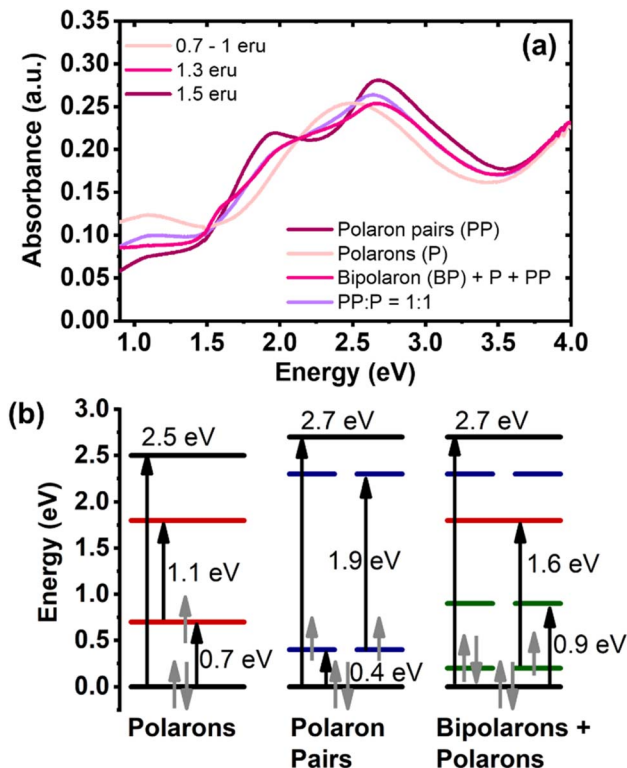 (a)
0.7 - 1 eru
1.3 eru
1.5 eru
Absorbance (a.u.)
0.35
0.30
0.25
0.20
0.15
0.10
0.05
0.00
Polaron pairs (PP)
Polarons (P)
Bipolaron (BP) + P + PP
PP:P = 1:1
1.0 1.5 2.0 2.5 3.0 3.5 4.0
Energy (eV)
(b)
Energy (eV)
3.0
2.5
2.0
1.5
1.0
0.5
0.0
2.5 eV
1.1 eV
0.7 eV
Polarons
2.7 eV
1.9 eV
0.4 eV
Polaron
Pairs
2.7 eV
1.6 eV
0.9 eV
Bipolarons +
Polarons